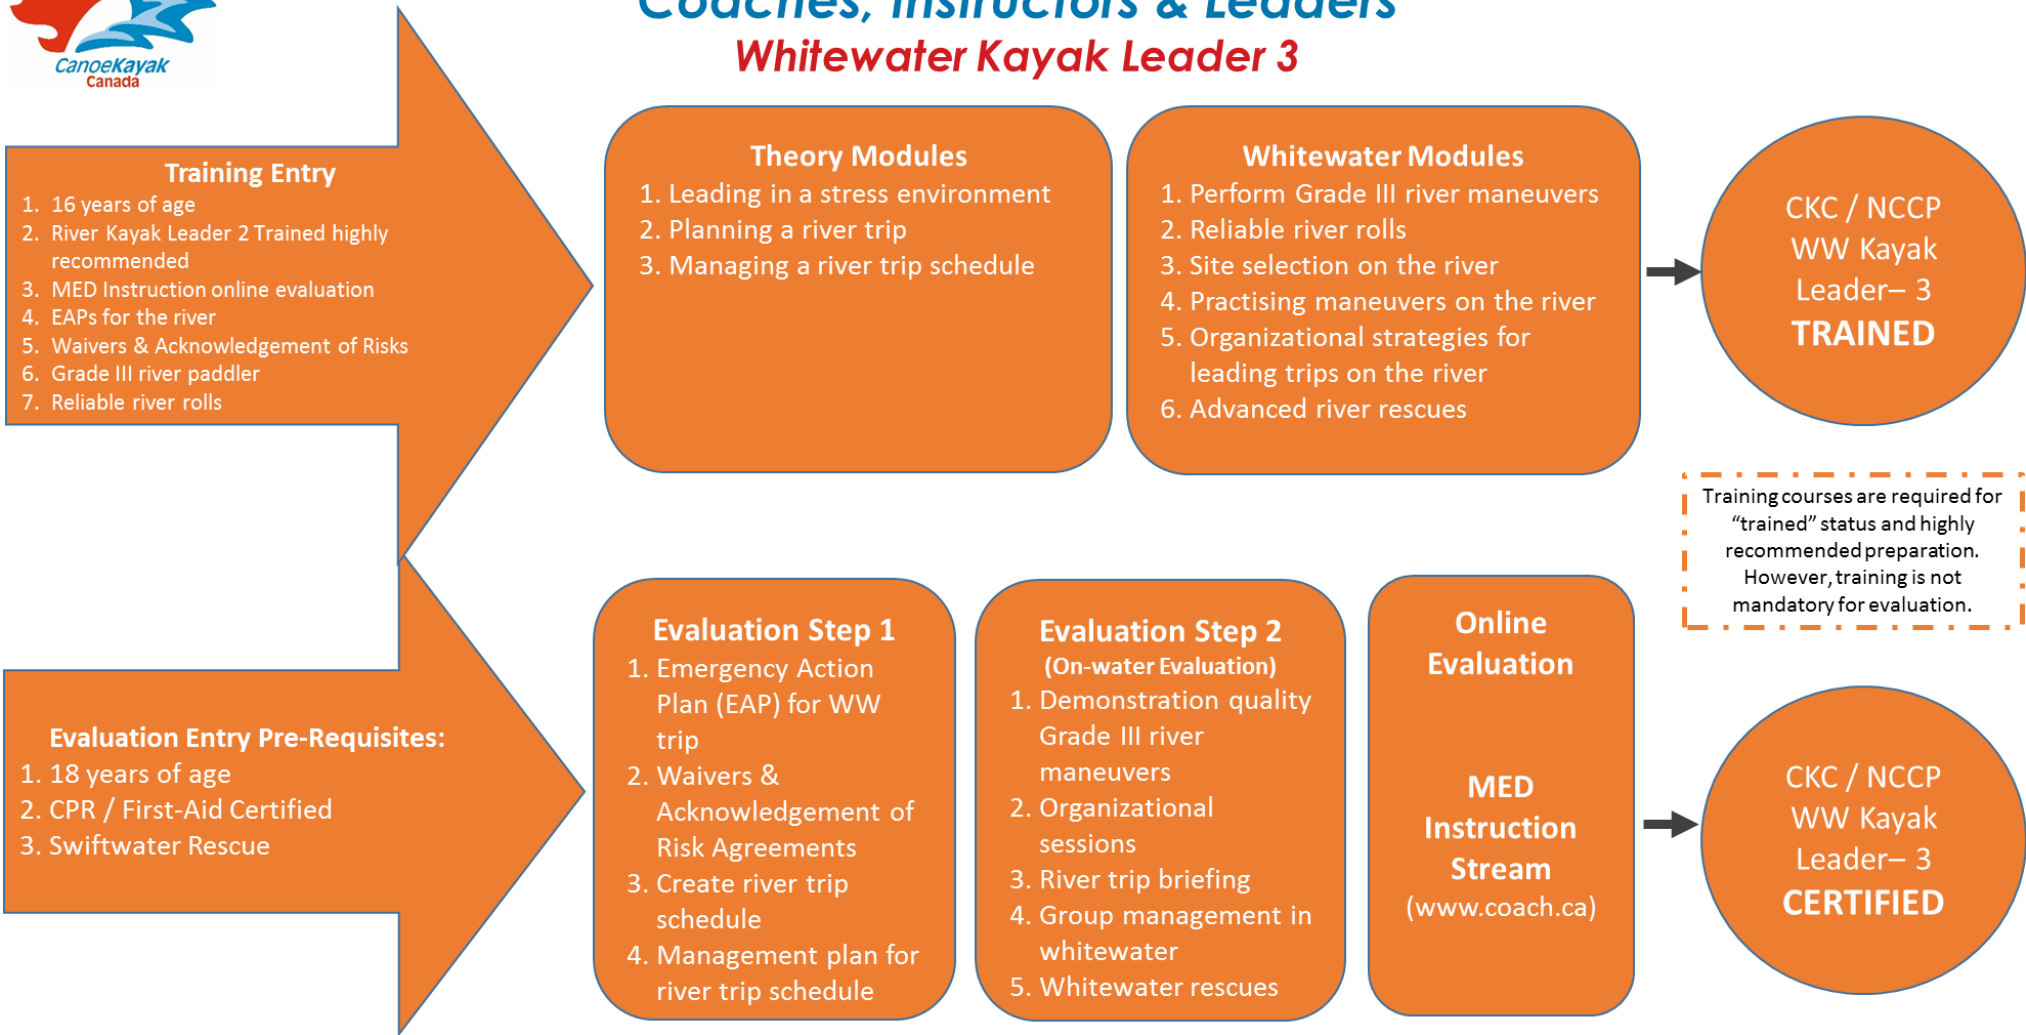 Coaches, Instructors & Leaders
Whitewater Kayak Leader 3
CanoeKayak
Canada
Training Entry
1. 16 years of age
2. River Kayak Leader 2 Trained highly
recommended
3. MED Instruction online evaluation
4. EAPs for the river
5. Waivers & Acknowledgement of Risks
6. Grade III river paddler
7. Reliable river rolls
Theory Modules
1. Leading in a stress environment
2. Planning a river trip
3. Managing a river trip schedule
Whitewater Modules
1. Perform Grade III river maneuvers
2. Reliable river rolls
3. Site selection on the river
4. Practising maneuvers on the river
5. Organizational strategies for
leading trips on the river
6. Advanced river rescues
CKC / NCCP
WW Kayak
Leader– 3
TRAINED
Training courses are required for
“trained” status and highly
recommended preparation.
However, training is not
mandatory for evaluation.
Evaluation Entry Pre-Requisites:
1. 18 years of age
2. CPR / First-Aid Certified
3. Swiftwater Rescue
Evaluation Step 1
1. Emergency Action
Plan (EAP) for WW
trip
2. Waivers &
Acknowledgement of
Risk Agreements
3. Create river trip
schedule
4. Management plan for
river trip schedule
Evaluation Step 2
(On-water Evaluation)
1. Demonstration quality
Grade III river
maneuvers
2. Organizational
sessions
3. River trip briefing
4. Group management in
whitewater
5. Whitewater rescues
Online
Evaluation
MED
Instruction
Stream
(www.coach.ca)
CKC / NCCP
WW Kayak
Leader– 3
CERTIFIED